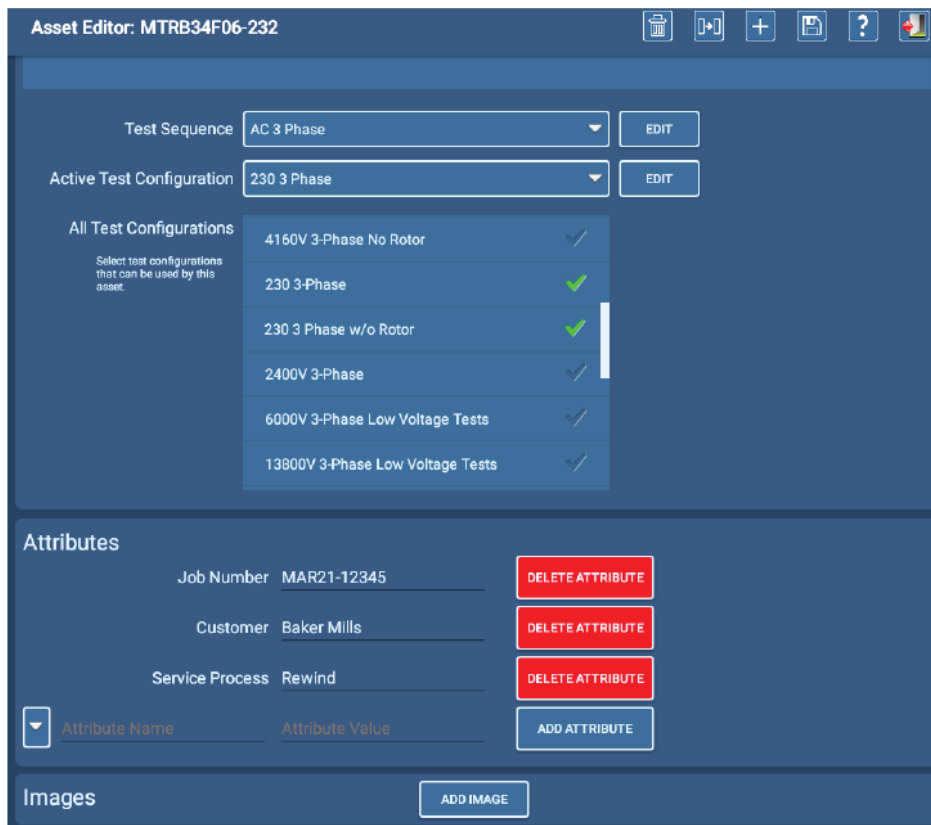 Asset Editor: MTRB34F06-232
?
Test Sequence AC 3 Phase EDIT
Active Test Configuration 230 3 Phase EDIT
All Test Configurations
Select test configurations
that can be used by this
asset.
4160V 3-Phase No Rotor
230 3-Phase
230 3 Phase w/o Rotor
2400V 3-Phase
6000V 3-Phase Low Voltage Tests
13800V 3-Phase Low Voltage Tests
Attributes
Job Number MAR21-12345 DELETE ATTRIBUTE
Customer Baker Mills DELETE ATTRIBUTE
Service Process Rewind DELETE ATTRIBUTE
Attribute Name Attribute Value ADD ATTRIBUTE
Images ADD IMAGE